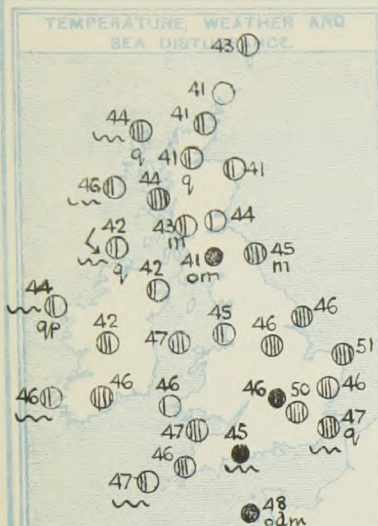 TEMPERATURE, WEATHER AND
SEA DISTURBANCE.
43
41
44 41
q 41 41
46 44 q
42 43 44
m
q 41 45
om m
42
44
qp 45 46
42 47 46
51
46 46 46 46 50 46
47 47
q
45
46
47
48
odm